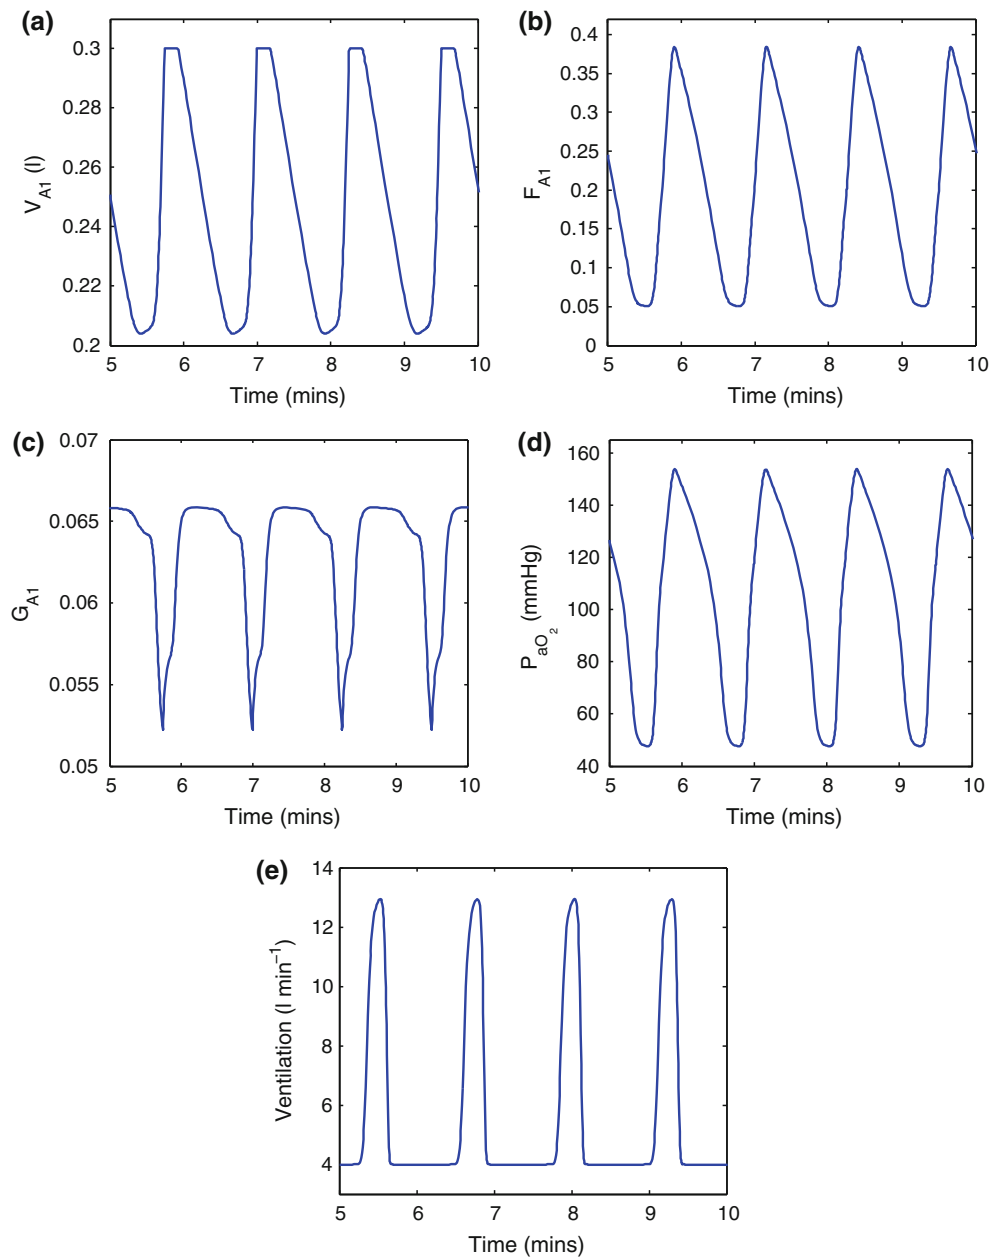 (a)
0.3
0.28
0.26
0.24
0.22
0.2
V_A1 (l)
5 6 7 8 9 10
Time (mins)
(b)
0.4
0.35
0.3
0.25
0.2
0.15
0.1
0.05
0
F_A1
5 6 7 8 9 10
Time (mins)
(c)
0.07
0.065
0.06
0.055
0.05
G_A1
5 6 7 8 9 10
Time (mins)
(d)
160
140
120
100
80
60
40
P_aO2 (mmHg)
5 6 7 8 9 10
Time (mins)
(e)
14
12
10
8
6
4
Ventilation (l min⁻¹)
5 6 7 8 9 10
Time (mins)